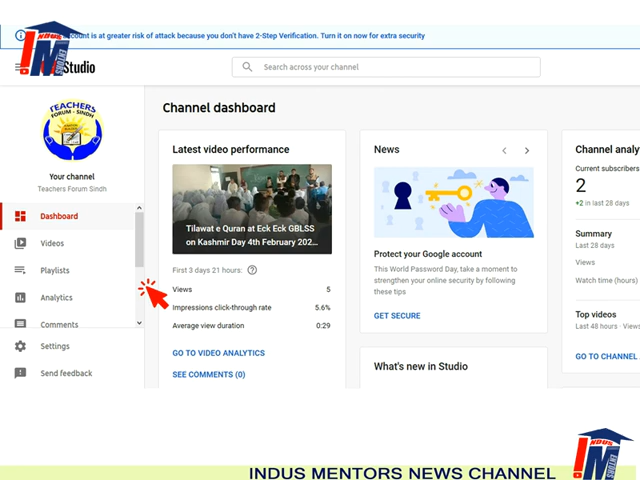 ount is at greater risk of attack because you don't have 2-Step Verification. Turn it on now for extra security
INDUS
M
MENTORS
Studio
Search across your channel
TEACHERS
FORUM - SINDH
Your channel
Teachers Forum Sindh
Dashboard
Videos
Playlists
Analytics
Comments
Settings
Send feedback
Channel dashboard
Latest video performance
Tilawat e Quran at Eck Eck GBLSS
on Kashmir Day 4th February 202...
First 3 days 21 hours:
Views 5
Impressions click-through rate 5.6%
Average view duration 0:29
GO TO VIDEO ANALYTICS
SEE COMMENTS (0)
News
Protect your Google account
This World Password Day, take a moment to
strengthen your online security by following
these tips
GET SECURE
What's new in Studio
Channel analy
Current subscribers
2
+2 in last 28 days
Summary
Last 28 days
Views
Watch time (hours)
Top videos
Last 48 hours · Views
GO TO CHANNEL
INDUS MENTORS NEWS CHANNEL
INDUS
M